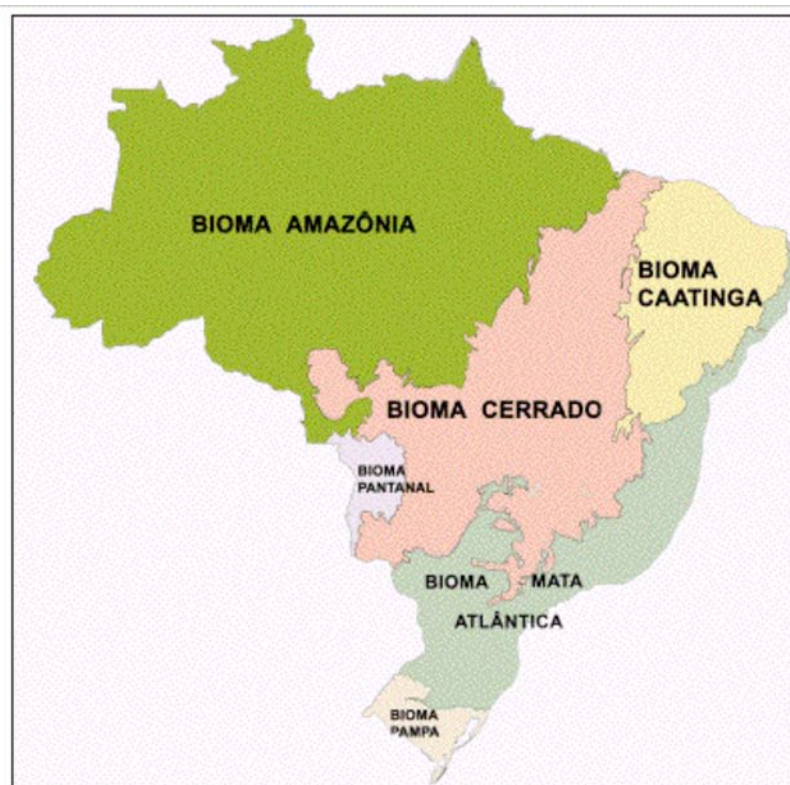 BIOMA AMAZÔNIA
BIOMA
CAATINGA
BIOMA CERRADO
BIOMA
PANTANAL
BIOMA MATA
ATLÂNTICA
BIOMA
PAMPA